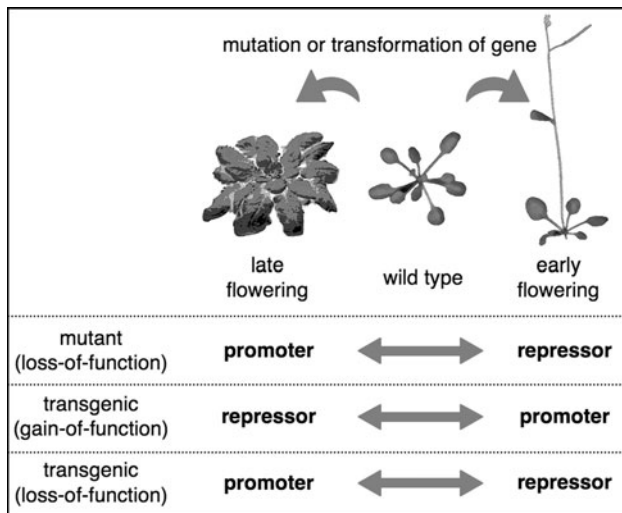 mutation or transformation of gene
late
flowering
wild type
early
flowering
mutant
(loss-of-function)
promoter
repressor
transgenic
(gain-of-function)
repressor
promoter
transgenic
(loss-of-function)
promoter
repressor